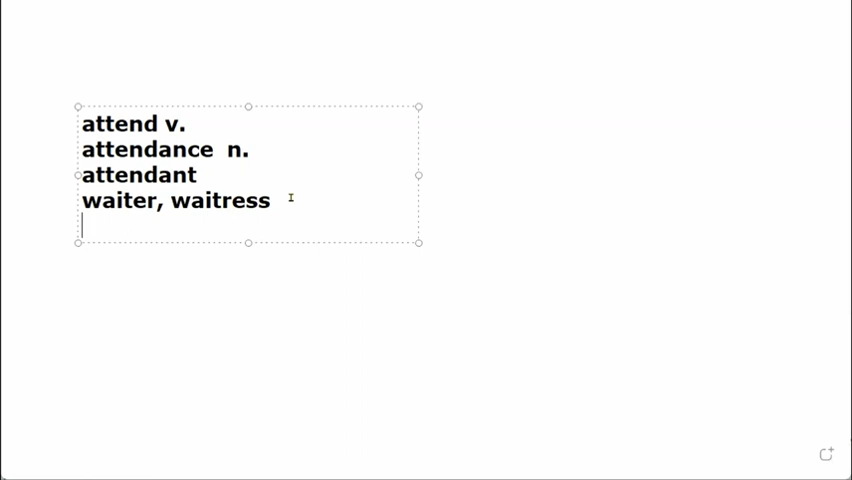 attend v.
attendance  n.
attendant
waiter, waitress